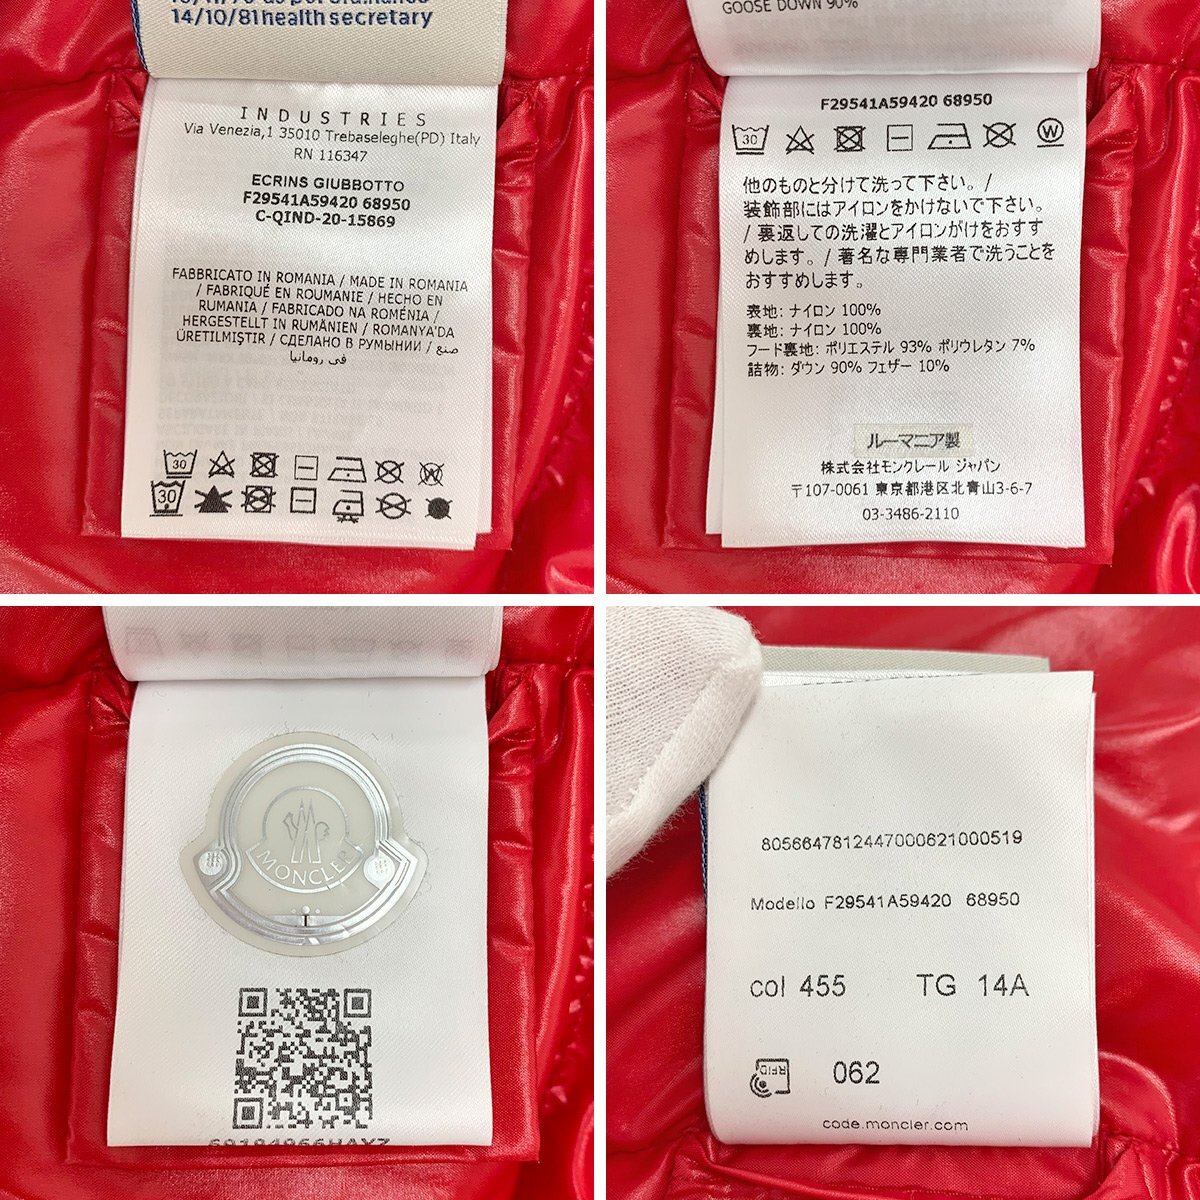 14/10/81 health secretary
INDUSTRIES
Via Venezia,1 35010 Trebaseleghe(PD) Italy
RN 116347
ECRINS GIUBBOTTO
F29541A59420 68950
C-QIND-20-15869
FABBRICATO IN ROMANIA / MADE IN ROMANIA
/ FABRIQUÉ EN ROUMANIE / HECHO EN
RUMANIA / FABRICADO NA ROMÉNIA /
HERGESTELLT IN RUMÄNIEN / ROMANYA'DA
ÜRETILMIŞTIR / СДЕЛАНО В РУМЫНИИ / صنع
في رومانيا
30
30
GOOSE DOWN 90%
F29541A59420 68950
30 W
他のものと分けて洗って下さい。/
装飾部にはアイロンをかけないで下さい。
/ 裏返しての洗濯とアイロンがけをおすす
めします。/ 著名な専門業者で洗うことを
おすすめします。
表地: ナイロン 100%
裏地: ナイロン 100%
フード裏地: ポリエステル 93% ポリウレタン 7%
詰物: ダウン 90% フェザー 10%
ルーマニア製
株式会社モンクレール ジャパン
〒107-0061 東京都港区北青山3-6-7
03-3486-2110
MONCLER
8056647812447000621000519
Modello F29541A59420 68950
col 455 TG 14A
RFID 062
code.moncler.com